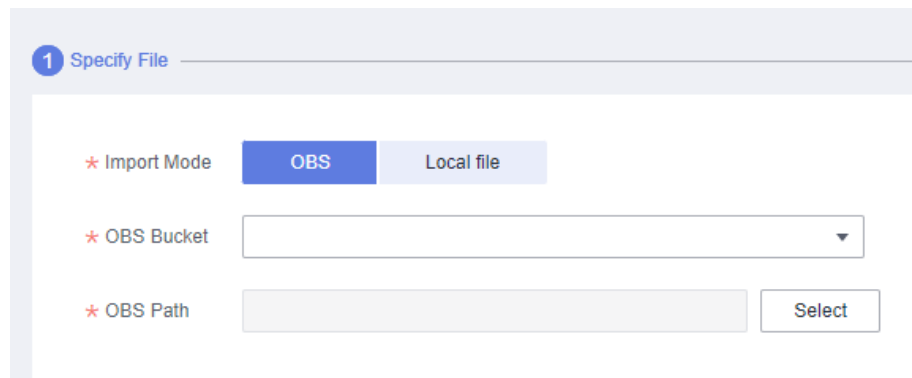 1 Specify File
* Import Mode OBS Local file
* OBS Bucket
* OBS Path Select